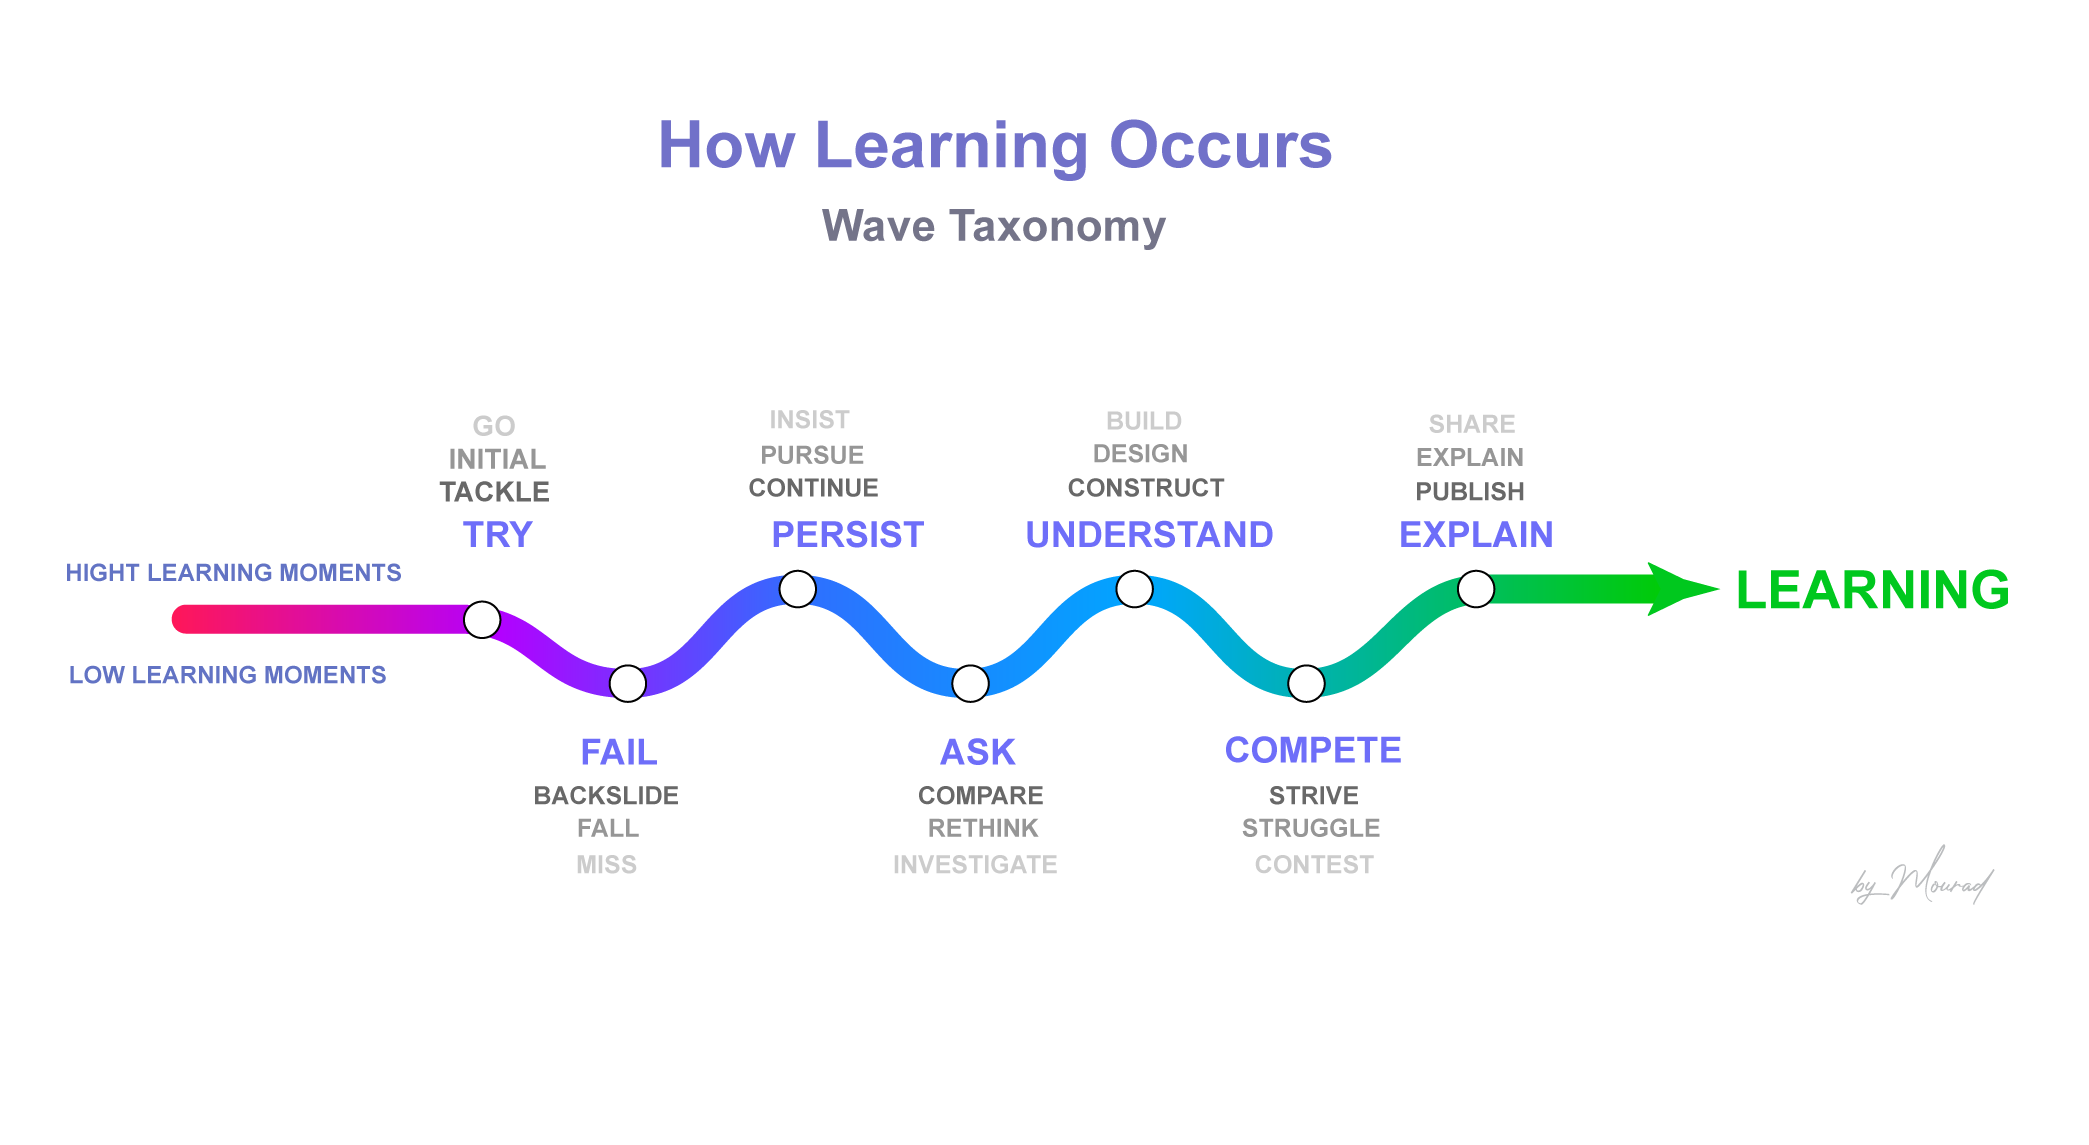 How Learning Occurs
Wave Taxonomy
GO
INITIAL
TACKLE
TRY
INSIST
PURSUE
CONTINUE
PERSIST
BUILD
DESIGN
CONSTRUCT
UNDERSTAND
SHARE
EXPLAIN
PUBLISH
EXPLAIN
HIGHT LEARNING MOMENTS
LOW LEARNING MOMENTS
LEARNING
FAIL
BACKSLIDE
FALL
MISS
ASK
COMPARE
RETHINK
INVESTIGATE
COMPETE
STRIVE
STRUGGLE
CONTEST
by Mourad